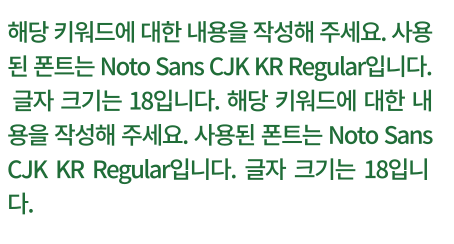 해당 키워드에 대한 내용을 작성해 주세요. 사용
된 폰트는 Noto Sans CJK KR Regular입니다.
글자 크기는 18입니다. 해당 키워드에 대한 내
용을 작성해 주세요. 사용된 폰트는 Noto Sans
CJK KR Regular입니다. 글자 크기는 18입니
다.